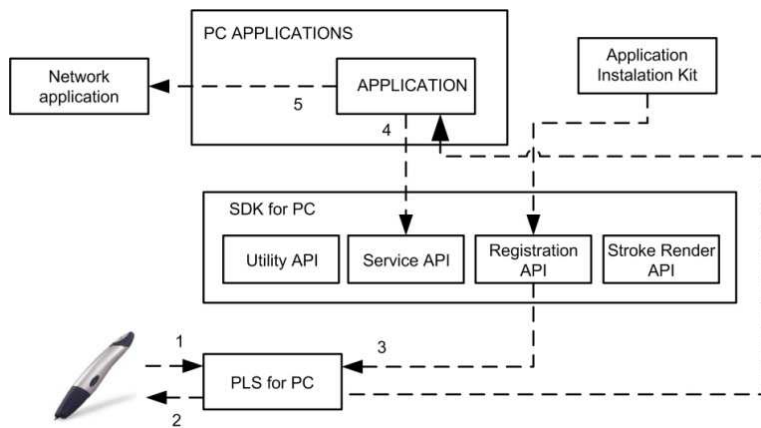 PC APPLICATIONS
Network
application
APPLICATION
Application
Instalation Kit
5
4
SDK for PC
Utility API
Service API
Registration
API
Stroke Render
API
1
3
PLS for PC
2